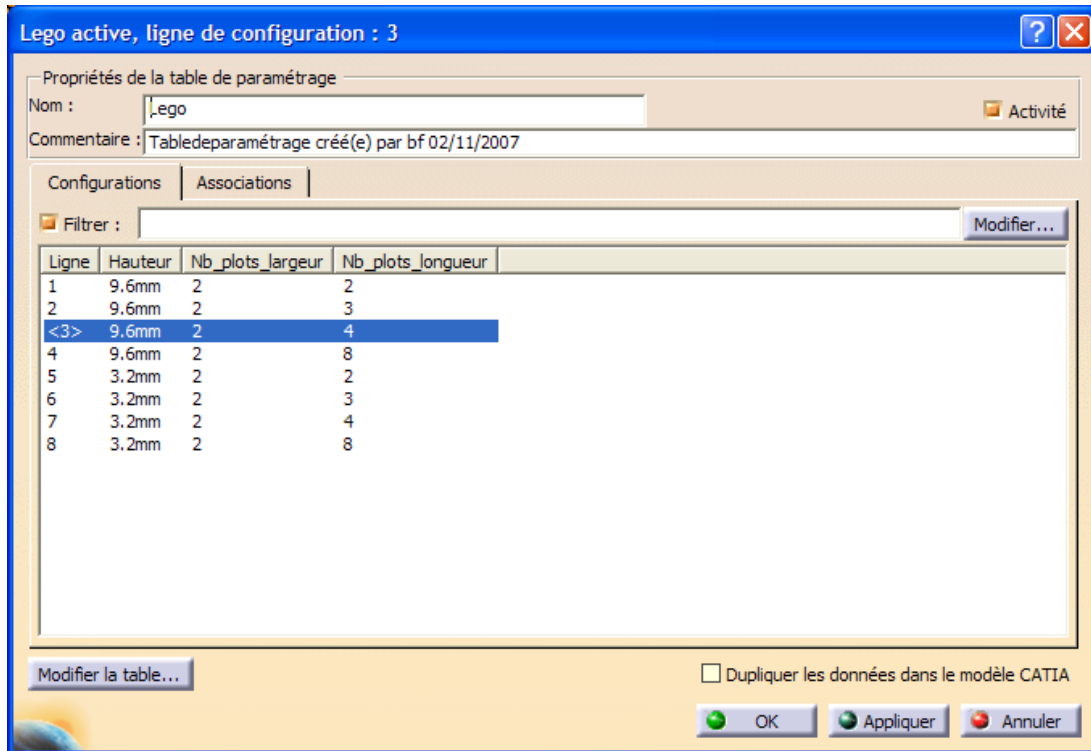 Lego active, ligne de configuration : 3
Propriétés de la table de paramétrage
Nom : Lego Activité
Commentaire : Tabledeparamétrage créé(e) par bf 02/11/2007
Configurations Associations
Filtrer : Modifier...
Ligne Hauteur Nb_plots_largeur Nb_plots_longueur
1 9.6mm 2 2
2 9.6mm 2 3
<3> 9.6mm 2 4
4 9.6mm 2 8
5 3.2mm 2 2
6 3.2mm 2 3
7 3.2mm 2 4
8 3.2mm 2 8
Modifier la table... Dupliquer les données dans le modèle CATIA
OK Appliquer Annuler